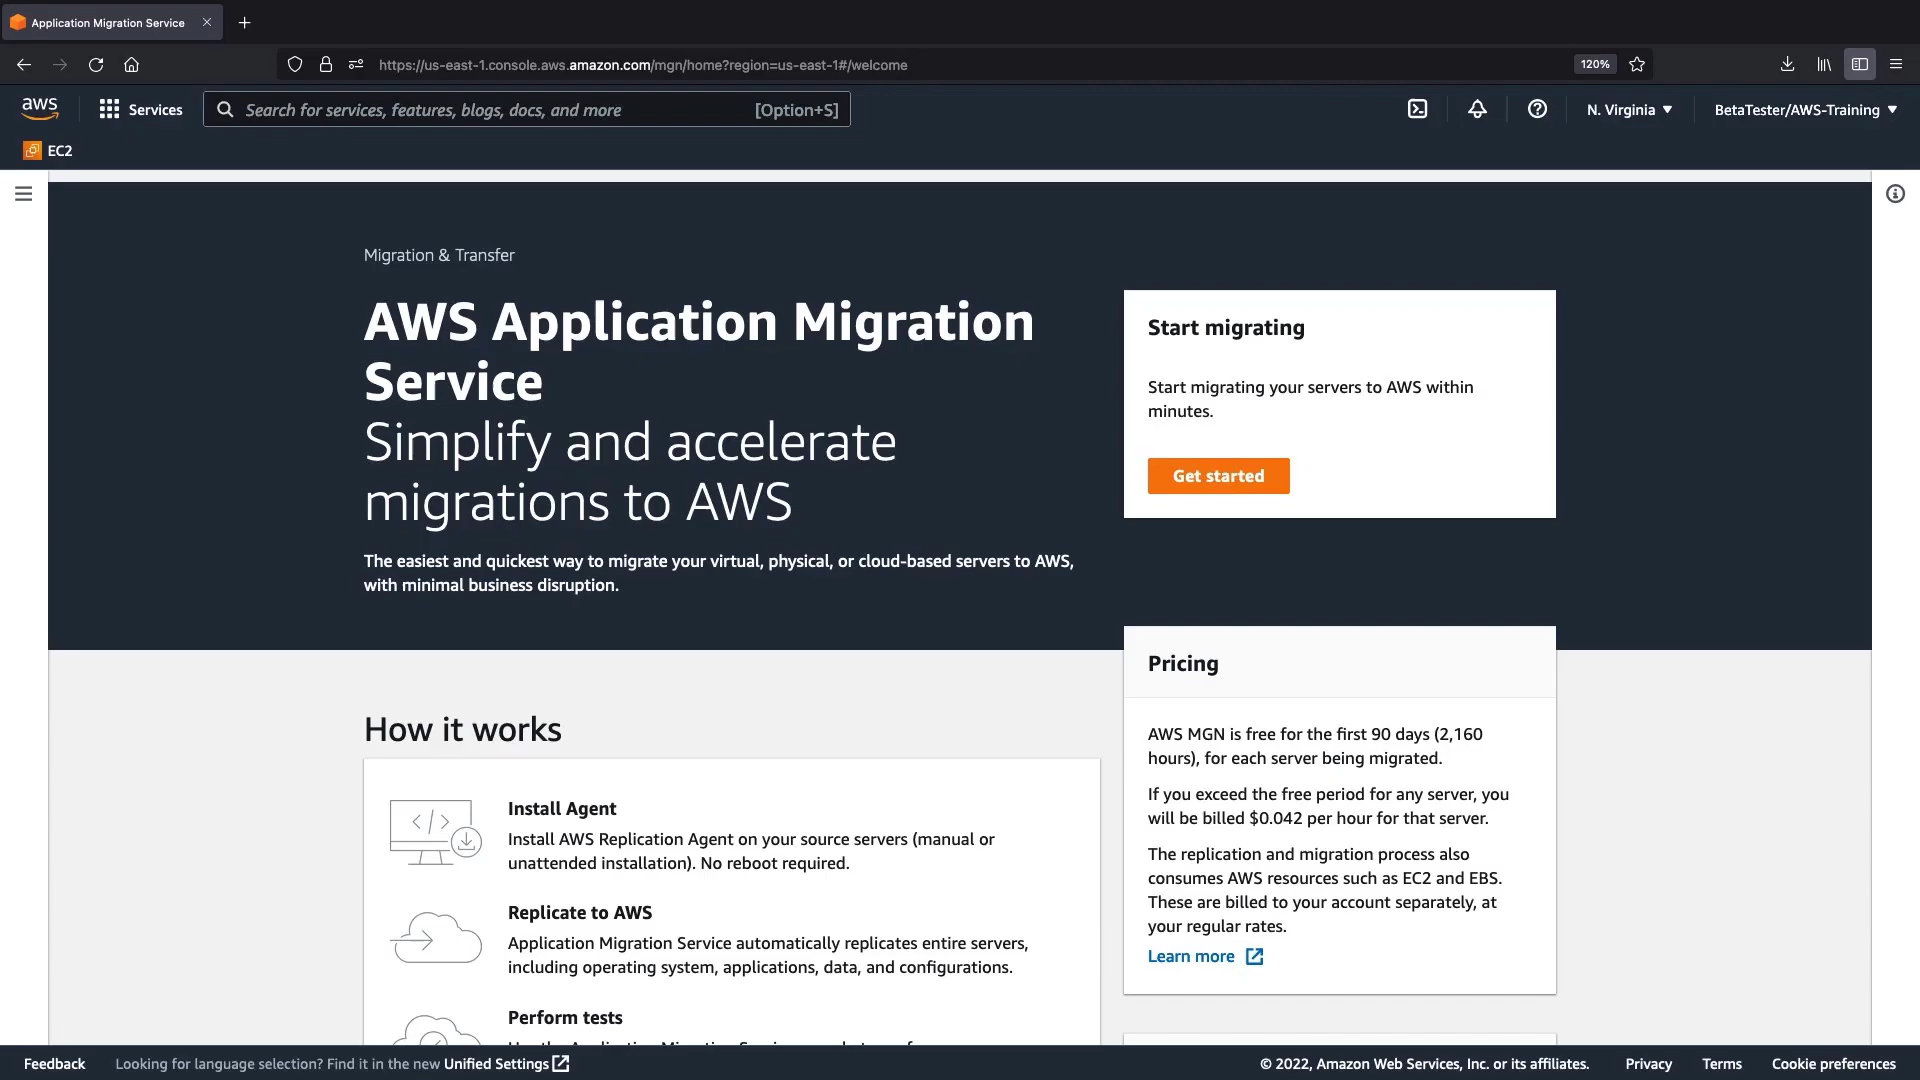 Application Migration Service
https://us-east-1.console.aws.amazon.com/mgn/home?region=us-east-1#/welcome
120%
aws
Services
Search for services, features, blogs, docs, and more
[Option+S]
N. Virginia
BetaTester/AWS-Training
EC2
Migration & Transfer
AWS Application Migration
Service
Simplify and accelerate
migrations to AWS
The easiest and quickest way to migrate your virtual, physical, or cloud-based servers to AWS,
with minimal business disruption.
Start migrating
Start migrating your servers to AWS within
minutes.
Get started
Pricing
AWS MGN is free for the first 90 days (2,160
hours), for each server being migrated.
If you exceed the free period for any server, you
will be billed $0.042 per hour for that server.
The replication and migration process also
consumes AWS resources such as EC2 and EBS.
These are billed to your account separately, at
your regular rates.
Learn more
How it works
Install Agent
Install AWS Replication Agent on your source servers (manual or
unattended installation). No reboot required.
Replicate to AWS
Application Migration Service automatically replicates entire servers,
including operating system, applications, data, and configurations.
Perform tests
Feedback
Looking for language selection? Find it in the new Unified Settings
© 2022, Amazon Web Services, Inc. or its affiliates.
Privacy
Terms
Cookie preferences